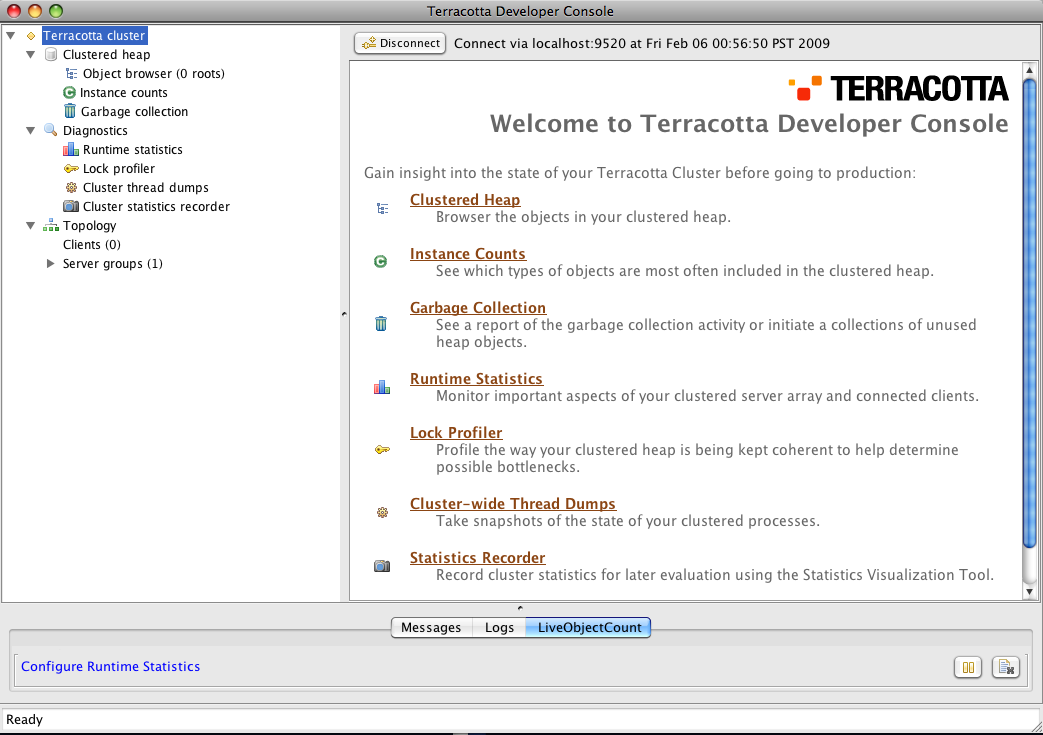 Terracotta Developer Console
Terracotta cluster
Clustered heap
Object browser (0 roots)
Instance counts
Garbage collection
Diagnostics
Runtime statistics
Lock profiler
Cluster thread dumps
Cluster statistics recorder
Topology
Clients (0)
Server groups (1)
Disconnect
Connect via localhost:9520 at Fri Feb 06 00:56:50 PST 2009
TERRACOTTA
Welcome to Terracotta Developer Console
Gain insight into the state of your Terracotta Cluster before going to production:
Clustered Heap
Browser the objects in your clustered heap.
Instance Counts
See which types of objects are most often included in the clustered heap.
Garbage Collection
See a report of the garbage collection activity or initiate a collections of unused
heap objects.
Runtime Statistics
Monitor important aspects of your clustered server array and connected clients.
Lock Profiler
Profile the way your clustered heap is being kept coherent to help determine
possible bottlenecks.
Cluster-wide Thread Dumps
Take snapshots of the state of your clustered processes.
Statistics Recorder
Record cluster statistics for later evaluation using the Statistics Visualization Tool.
Messages
Logs
LiveObjectCount
Configure Runtime Statistics
Ready